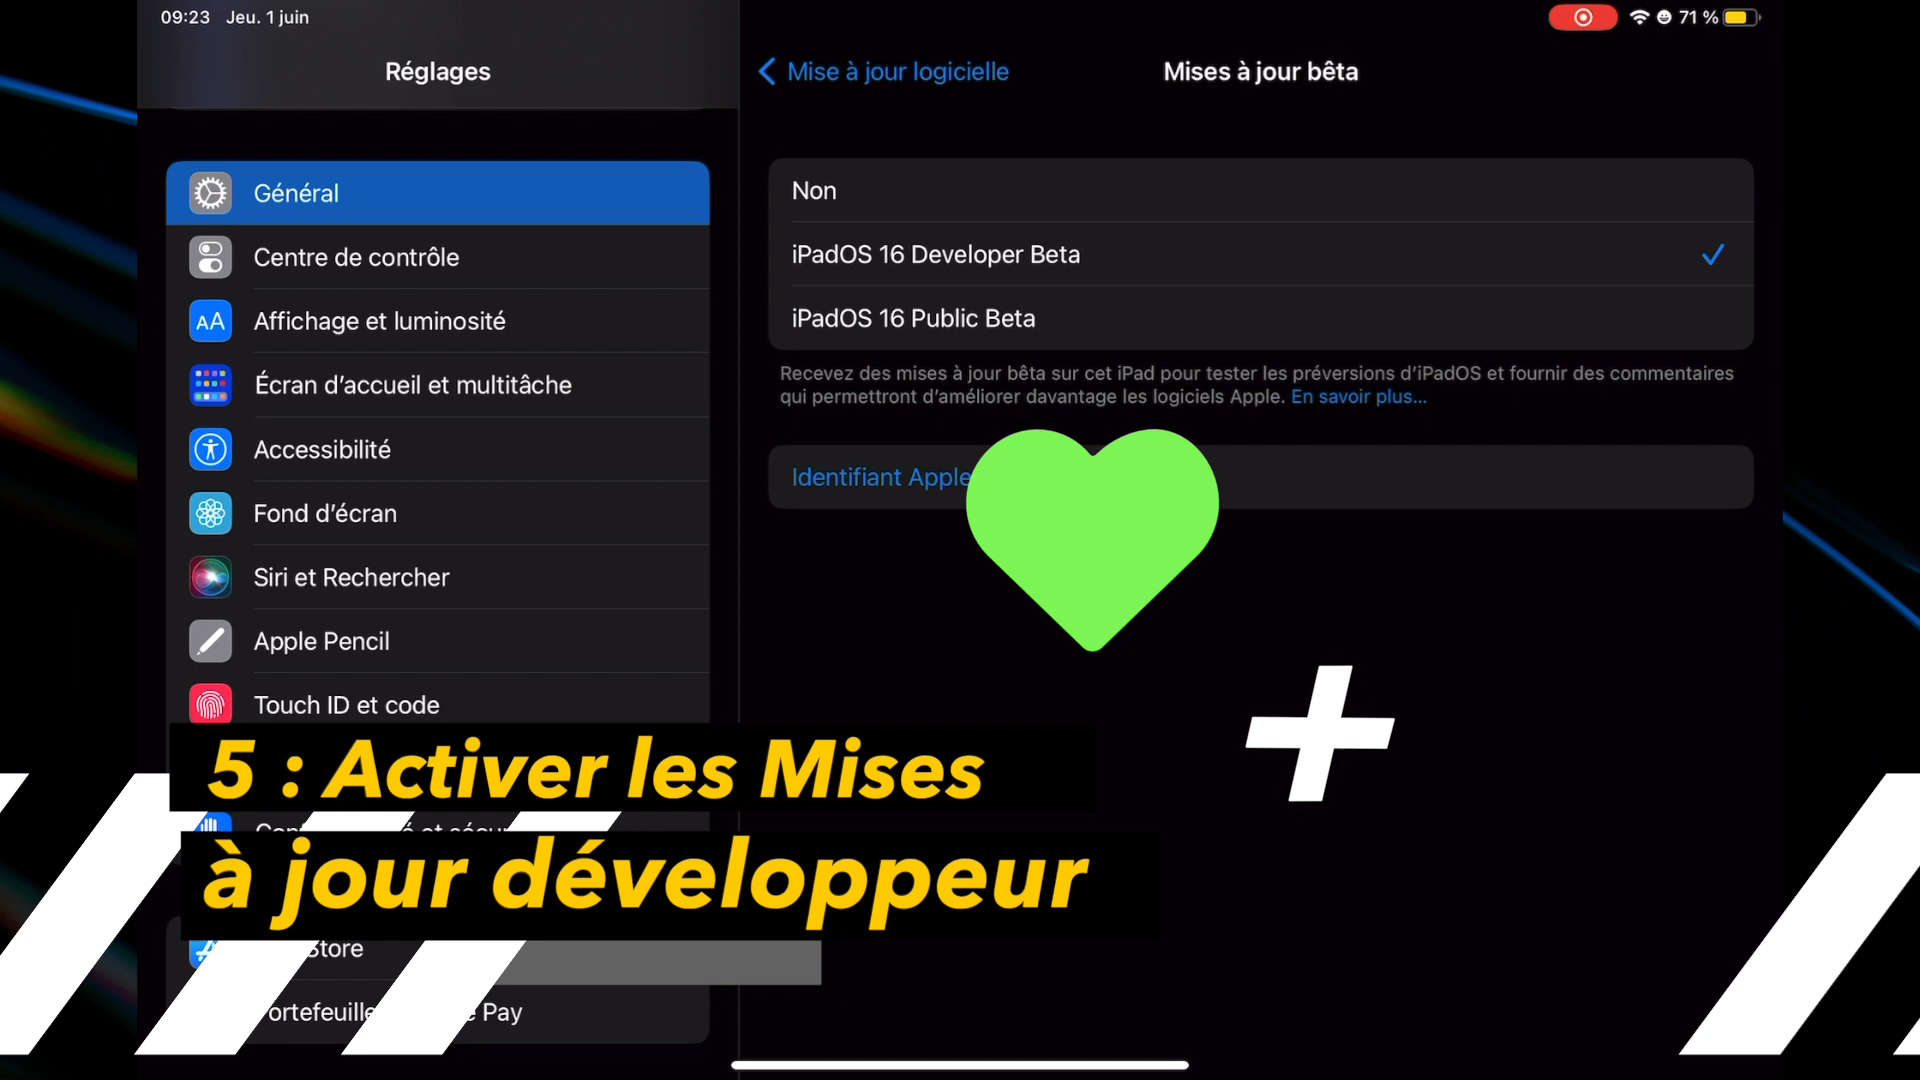 09:23 Jeu. 1 juin
71 %
Réglages
Mise à jour logicielle
Mises à jour bêta
Général
Centre de contrôle
AA
Affichage et luminosité
Écran d’accueil et multitâche
Accessibilité
Fond d’écran
Siri et Rechercher
Apple Pencil
Touch ID et code
Store
Pay
Non
iPadOS 16 Developer Beta
iPadOS 16 Public Beta
Recevez des mises à jour bêta sur cet iPad pour tester les préversions d’iPadOS et fournir des commentaires
qui permettront d’améliorer davantage les logiciels Apple. En savoir plus...
Identifiant Apple
5 : Activer les Mises
à jour développeur